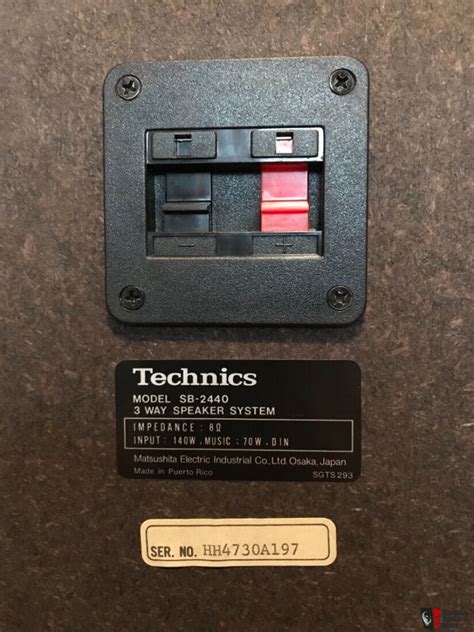 − +
Technics
MODEL SB-2440
3 WAY SPEAKER SYSTEM
IMPEDANCE : 8Ω
INPUT: 140W, MUSIC; 70W, DIN
Matsushita Electric Industrial Co., Ltd. Osaka, Japan
Made in Puerto Rico
SGTS293
SER. NO. HH4730A197